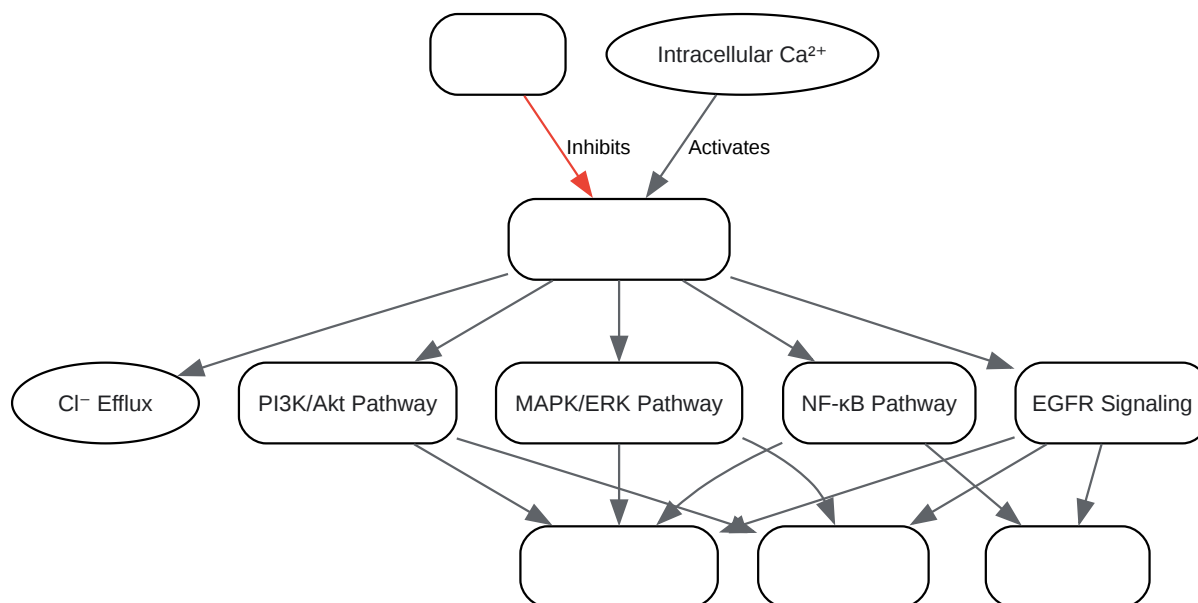 Intracellular Ca²⁺
Inhibits
Activates
Cl⁻ Efflux
PI3K/Akt Pathway
MAPK/ERK Pathway
NF-κB Pathway
EGFR Signaling